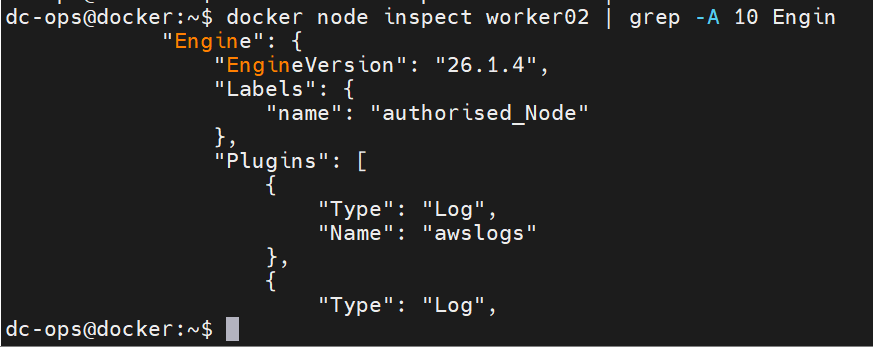 dc-ops@docker:~$ docker node inspect worker02 | grep -A 10 Engin
            "Engine": {
                "EngineVersion": "26.1.4",
                "Labels": {
                    "name": "authorised_Node"
                },
                "Plugins": [
                    {
                        "Type": "Log",
                        "Name": "awslogs"
                    },
                    {
                        "Type": "Log",
dc-ops@docker:~$